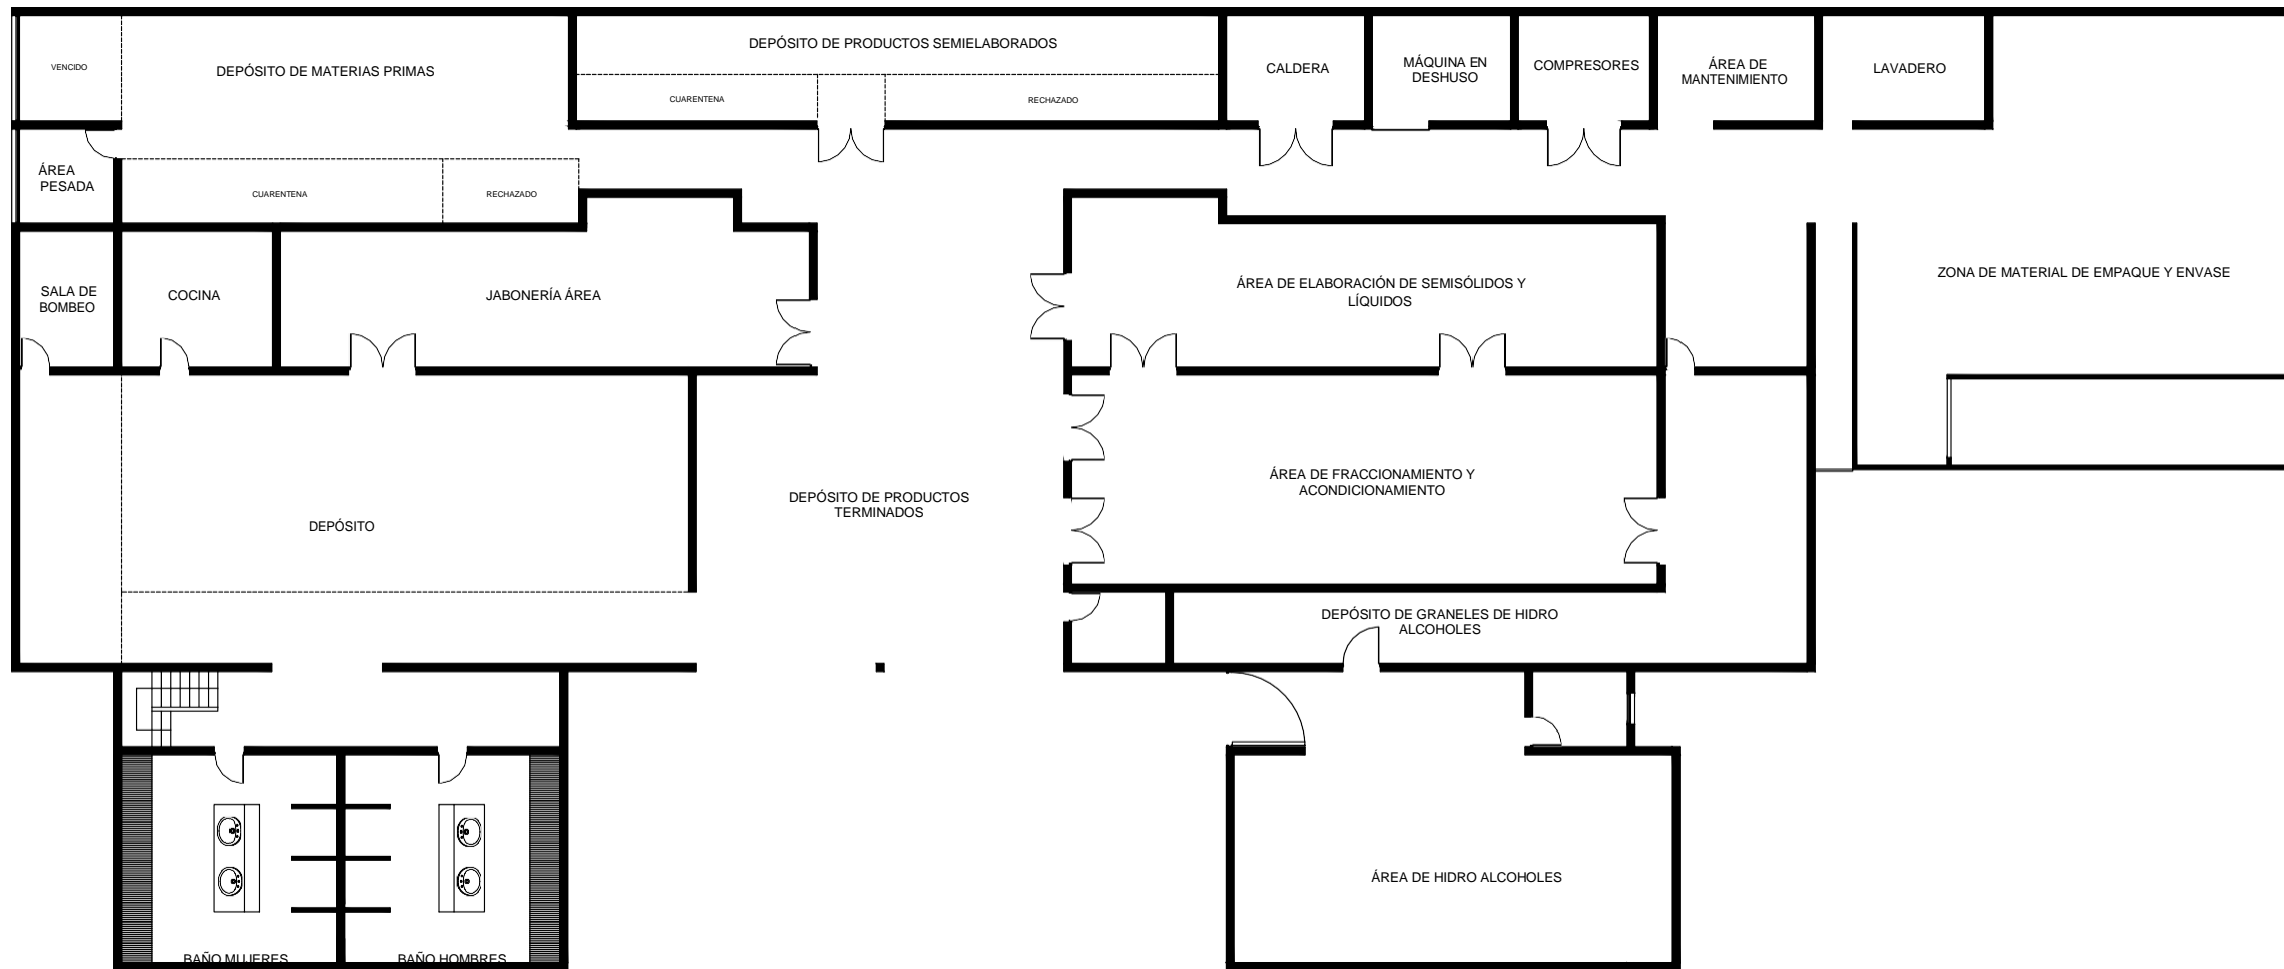 DEPÓSITO DE PRODUCTOS SEMIELABORADOS
VENCIDO
DEPÓSITO DE MATERIAS PRIMAS
CALDERA
MÁQUINA EN
DESHUSO
COMPRESORES
ÁREA DE
MANTENIMIENTO
LAVADERO
CUARENTENA
RECHAZADO
ÁREA
PESADA
CUARENTENA
RECHAZADO
SALA DE
BOMBEO
COCINA
JABONERÍA ÁREA
ÁREA DE ELABORACIÓN DE SEMISÓLIDOS Y
LÍQUIDOS
ZONA DE MATERIAL DE EMPAQUE Y ENVASE
DEPÓSITO
DEPÓSITO DE PRODUCTOS
TERMINADOS
ÁREA DE FRACCIONAMIENTO Y
ACONDICIONAMIENTO
DEPÓSITO DE GRANELES DE HIDRO
ALCOHOLES
ÁREA DE HIDRO ALCOHOLES
BAÑO MUJERES
BAÑO HOMBRES